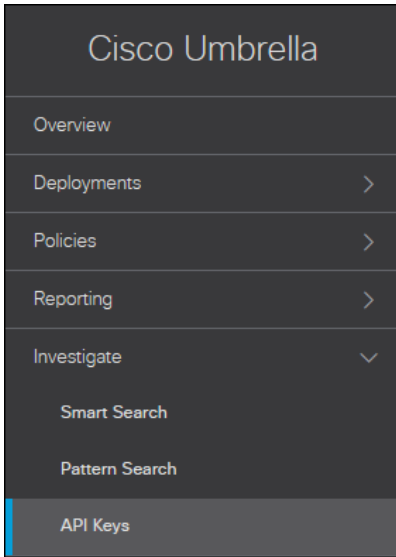 Cisco Umbrella
Overview
Deployments
Policies
Reporting
Investigate
Smart Search
Pattern Search
API Keys